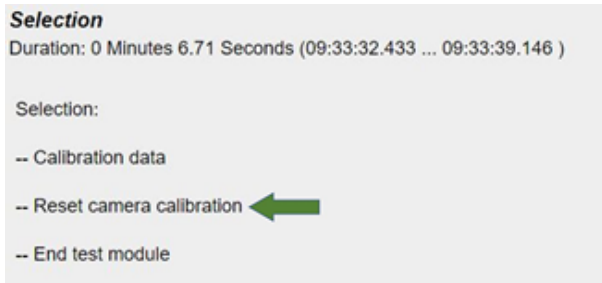 Selection
Duration: 0 Minutes 6.71 Seconds (09:33:32.433 ... 09:33:39.146 )
Selection:
-- Calibration data
-- Reset camera calibration
-- End test module